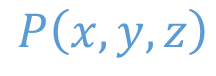 P(x, y, z)